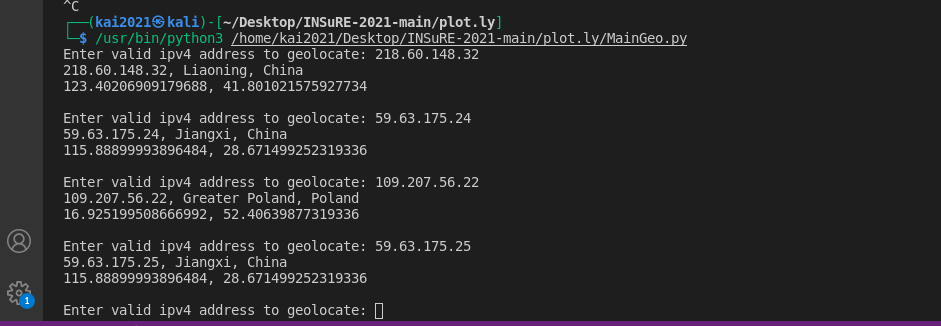 ^C
┌──(kai2021㉿kali)-[~/Desktop/INSuRE-2021-main/plot.ly]
└─$ /usr/bin/python3 /home/kai2021/Desktop/INSuRE-2021-main/plot.ly/MainGeo.py
Enter valid ipv4 address to geolocate: 218.60.148.32
218.60.148.32, Liaoning, China
123.40206909179688, 41.801021575927734
Enter valid ipv4 address to geolocate: 59.63.175.24
59.63.175.24, Jiangxi, China
115.88899993896484, 28.671499252319336
Enter valid ipv4 address to geolocate: 109.207.56.22
109.207.56.22, Greater Poland, Poland
16.925199508666992, 52.40639877319336
Enter valid ipv4 address to geolocate: 59.63.175.25
59.63.175.25, Jiangxi, China
115.88899993896484, 28.671499252319336
Enter valid ipv4 address to geolocate:
1